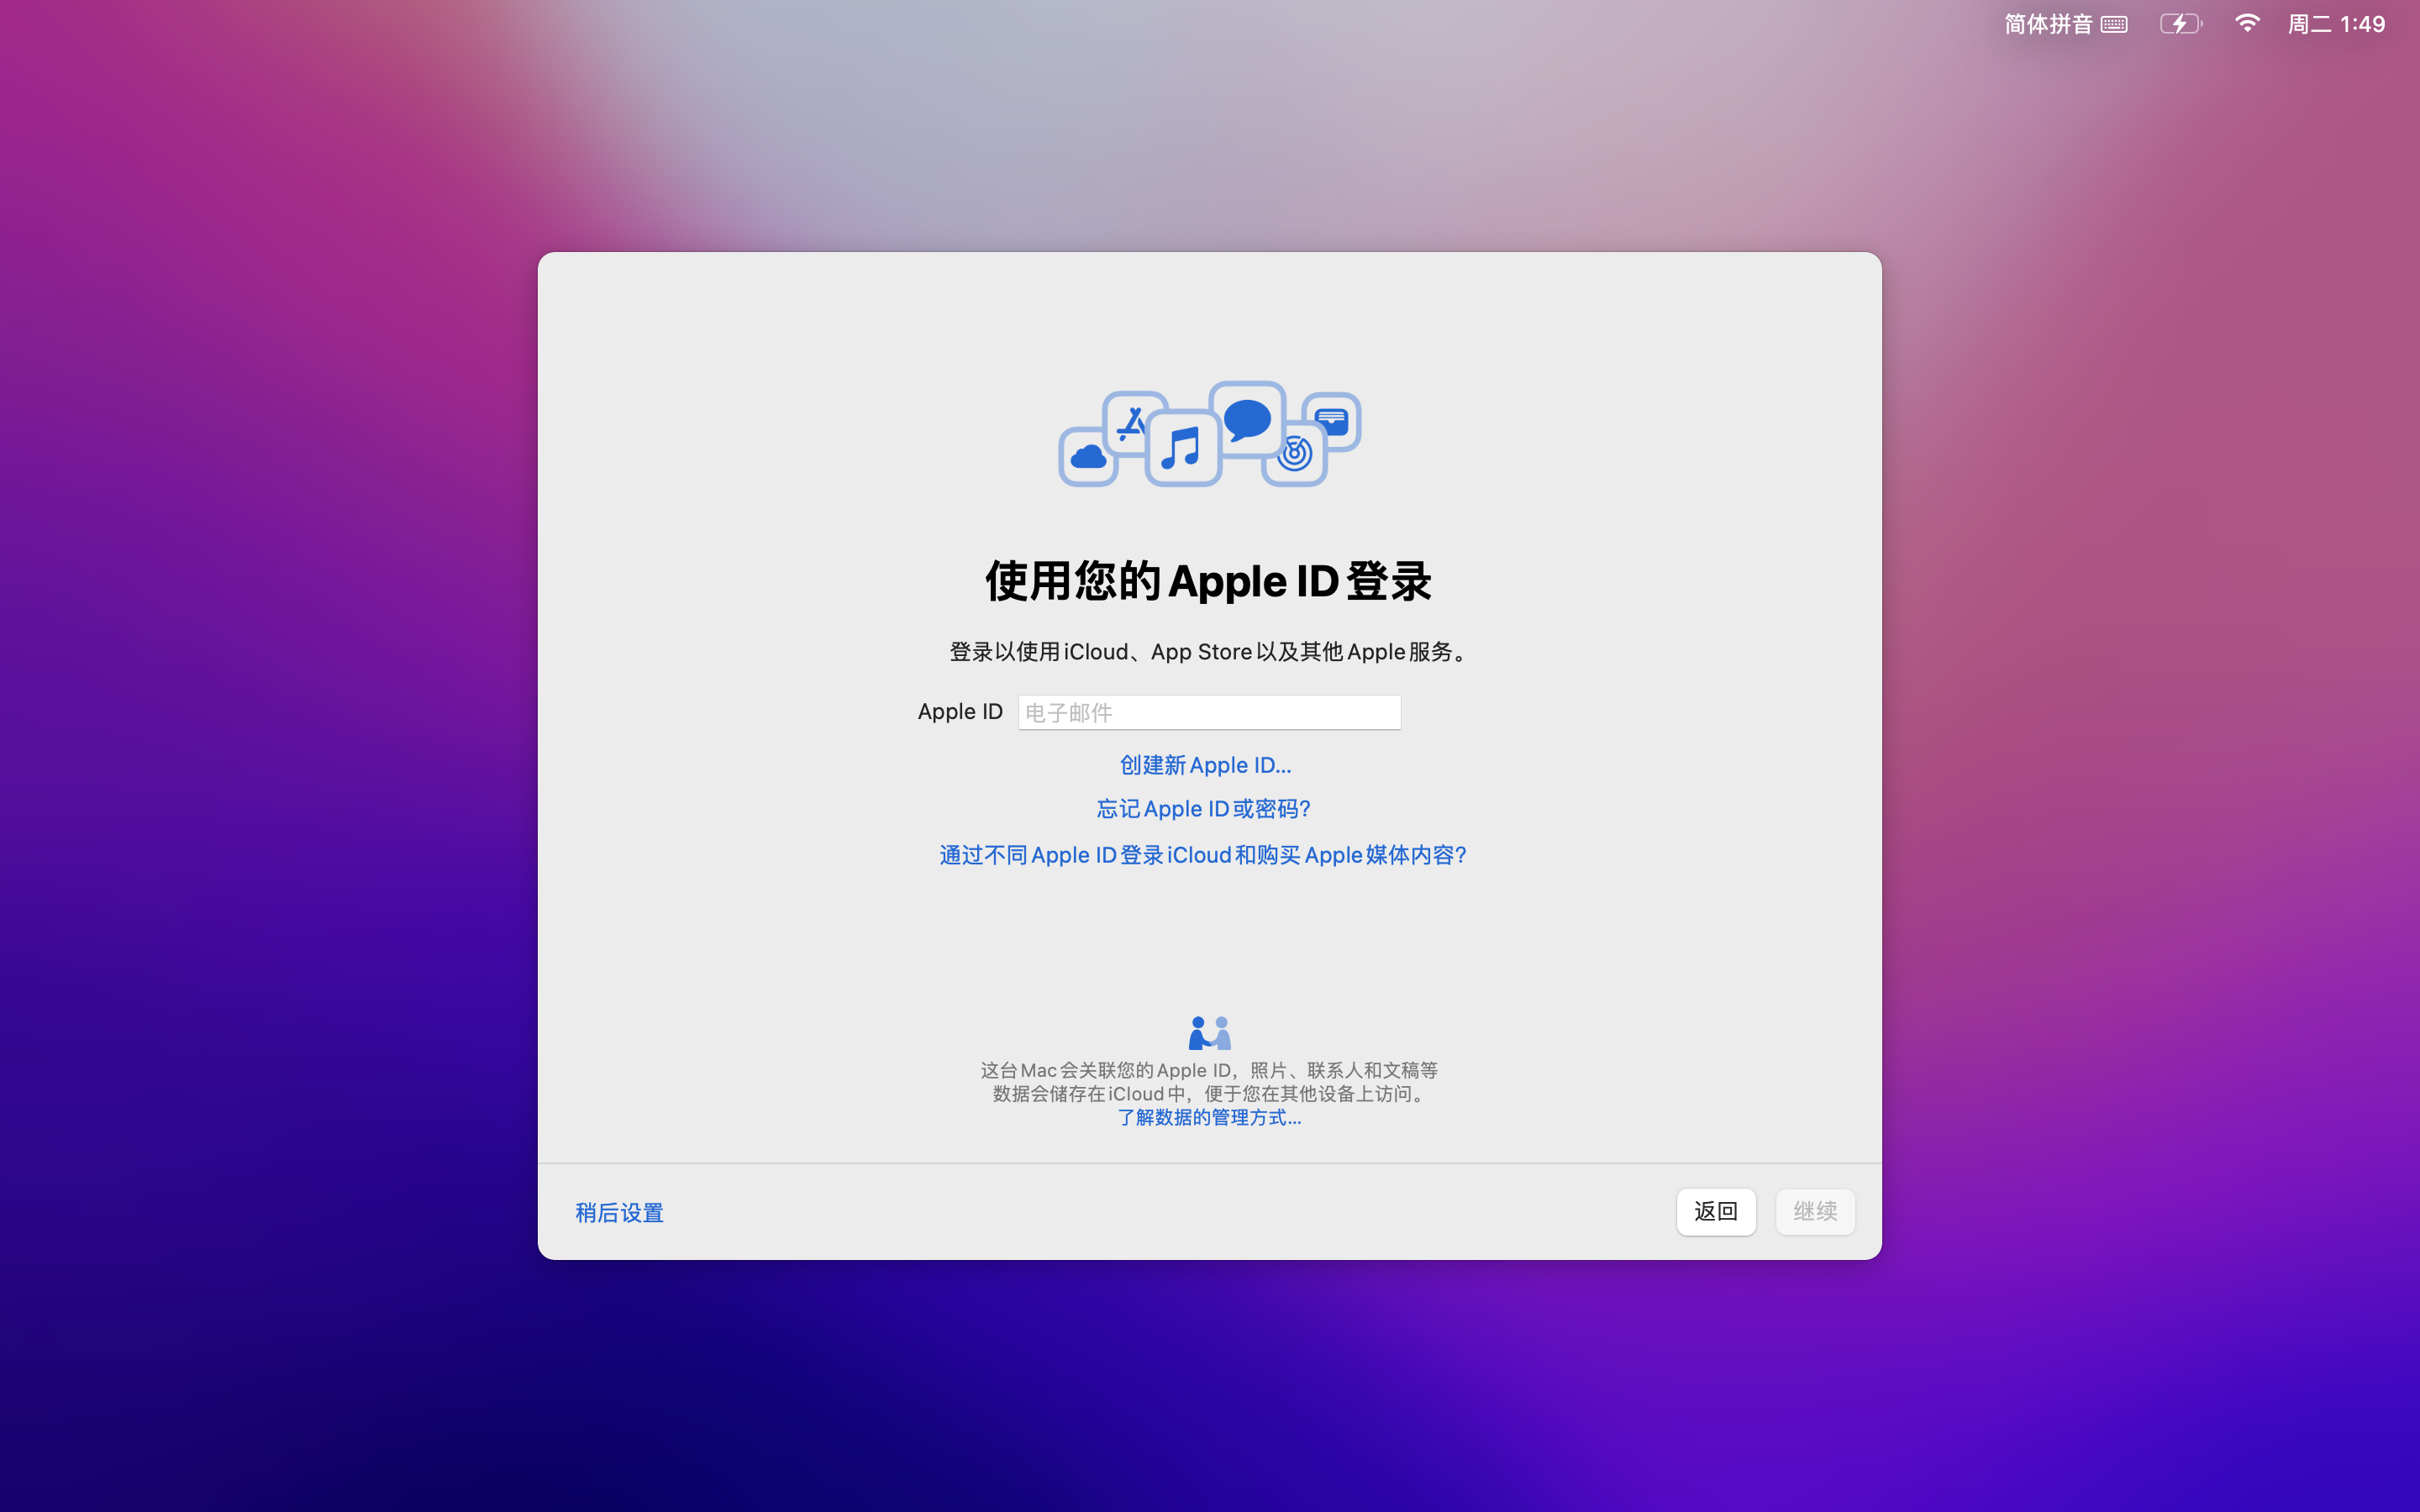 简体拼音
周二 1:49
使用您的 Apple ID 登录
登录以使用 iCloud、App Store 以及其他 Apple 服务。
Apple ID 电子邮件
创建新 Apple ID...
忘记 Apple ID 或密码?
通过不同 Apple ID 登录 iCloud 和购买 Apple 媒体内容?
这台 Mac 会关联您的 Apple ID，照片、联系人和文稿等
数据会储存在 iCloud 中，便于您在其他设备上访问。
了解数据的管理方式...
稍后设置
返回
继续